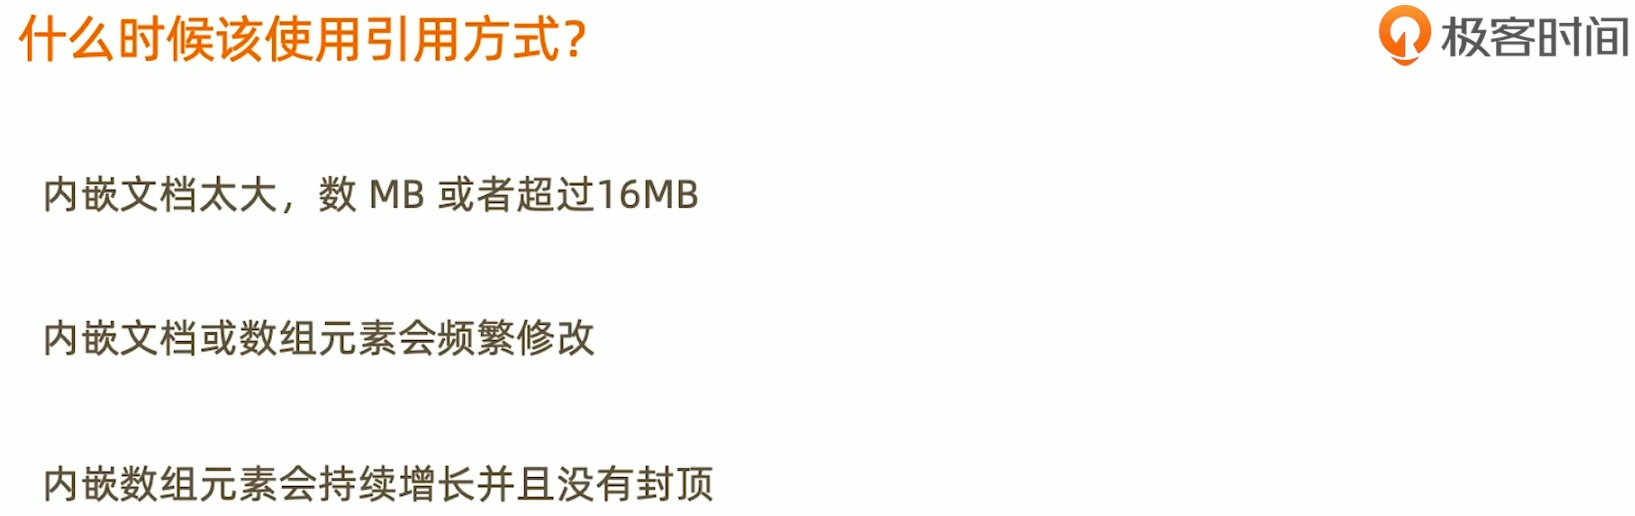 什么时候该使用引用方式？
极客时间
内嵌文档太大，数 MB 或者超过16MB
内嵌文档或数组元素会频繁修改
内嵌数组元素会持续增长并且没有封顶